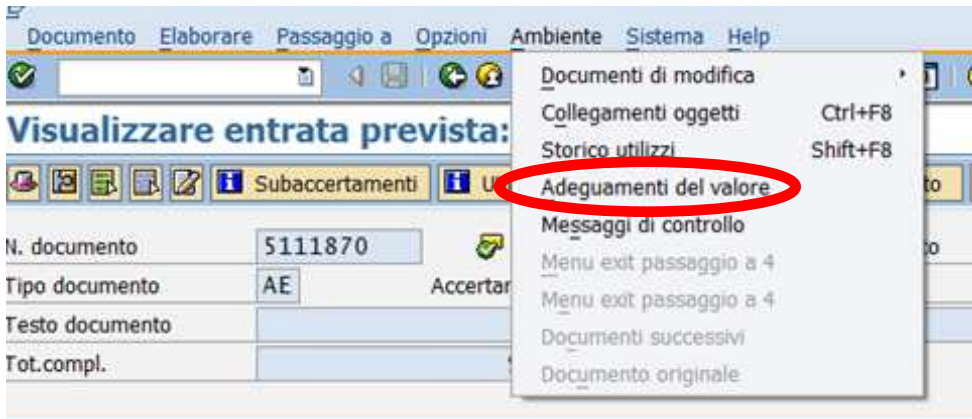 Documento Elaborare Passaggio a Opzioni Ambiente Sistema Help
Documenti di modifica
Collegamenti oggetti Ctrl+F8
Visualizzare entrata prevista:
Storico utilizzi Shift+F8
Subaccertamenti
Adeguamenti del valore
Messaggi di controllo
N. documento 5111870
Menu exit passaggio a 4
Tipo documento AE
Menu exit passaggio a 4
Testo documento
Documenti successivi
Tot.compl.
Documento originale